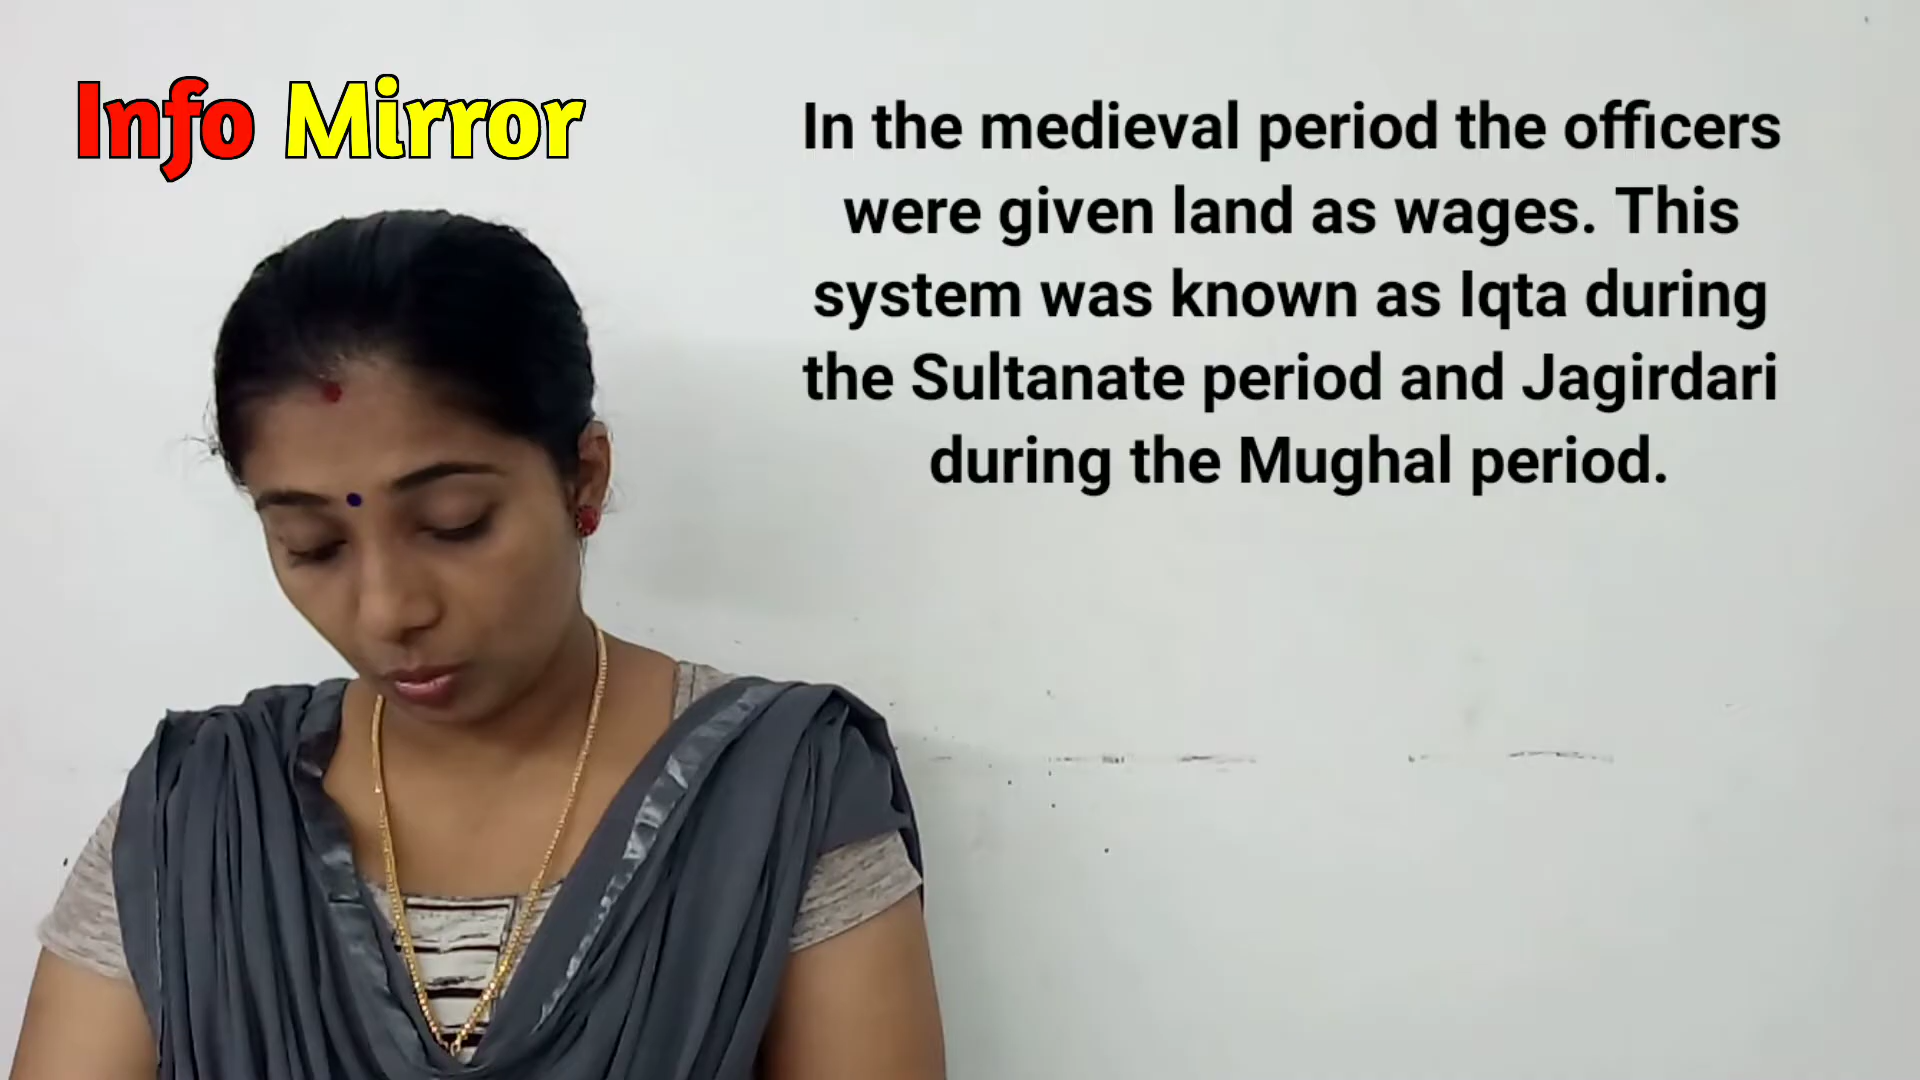 Info Mirror
In the medieval period the officers
were given land as wages. This
system was known as Iqta during
the Sultanate period and Jagirdari
during the Mughal period.